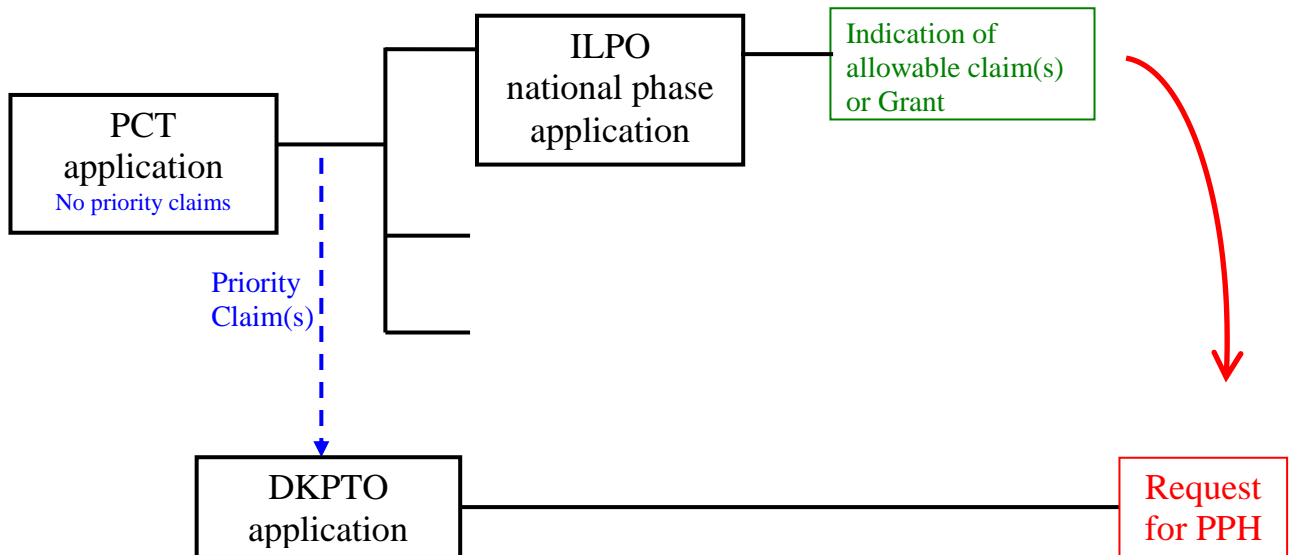 PCT
application
No priority claims
ILPO
national phase
application
Indication of
allowable claim(s)
or Grant
Priority
Claim(s)
DKPTO
application
Request
for PPH